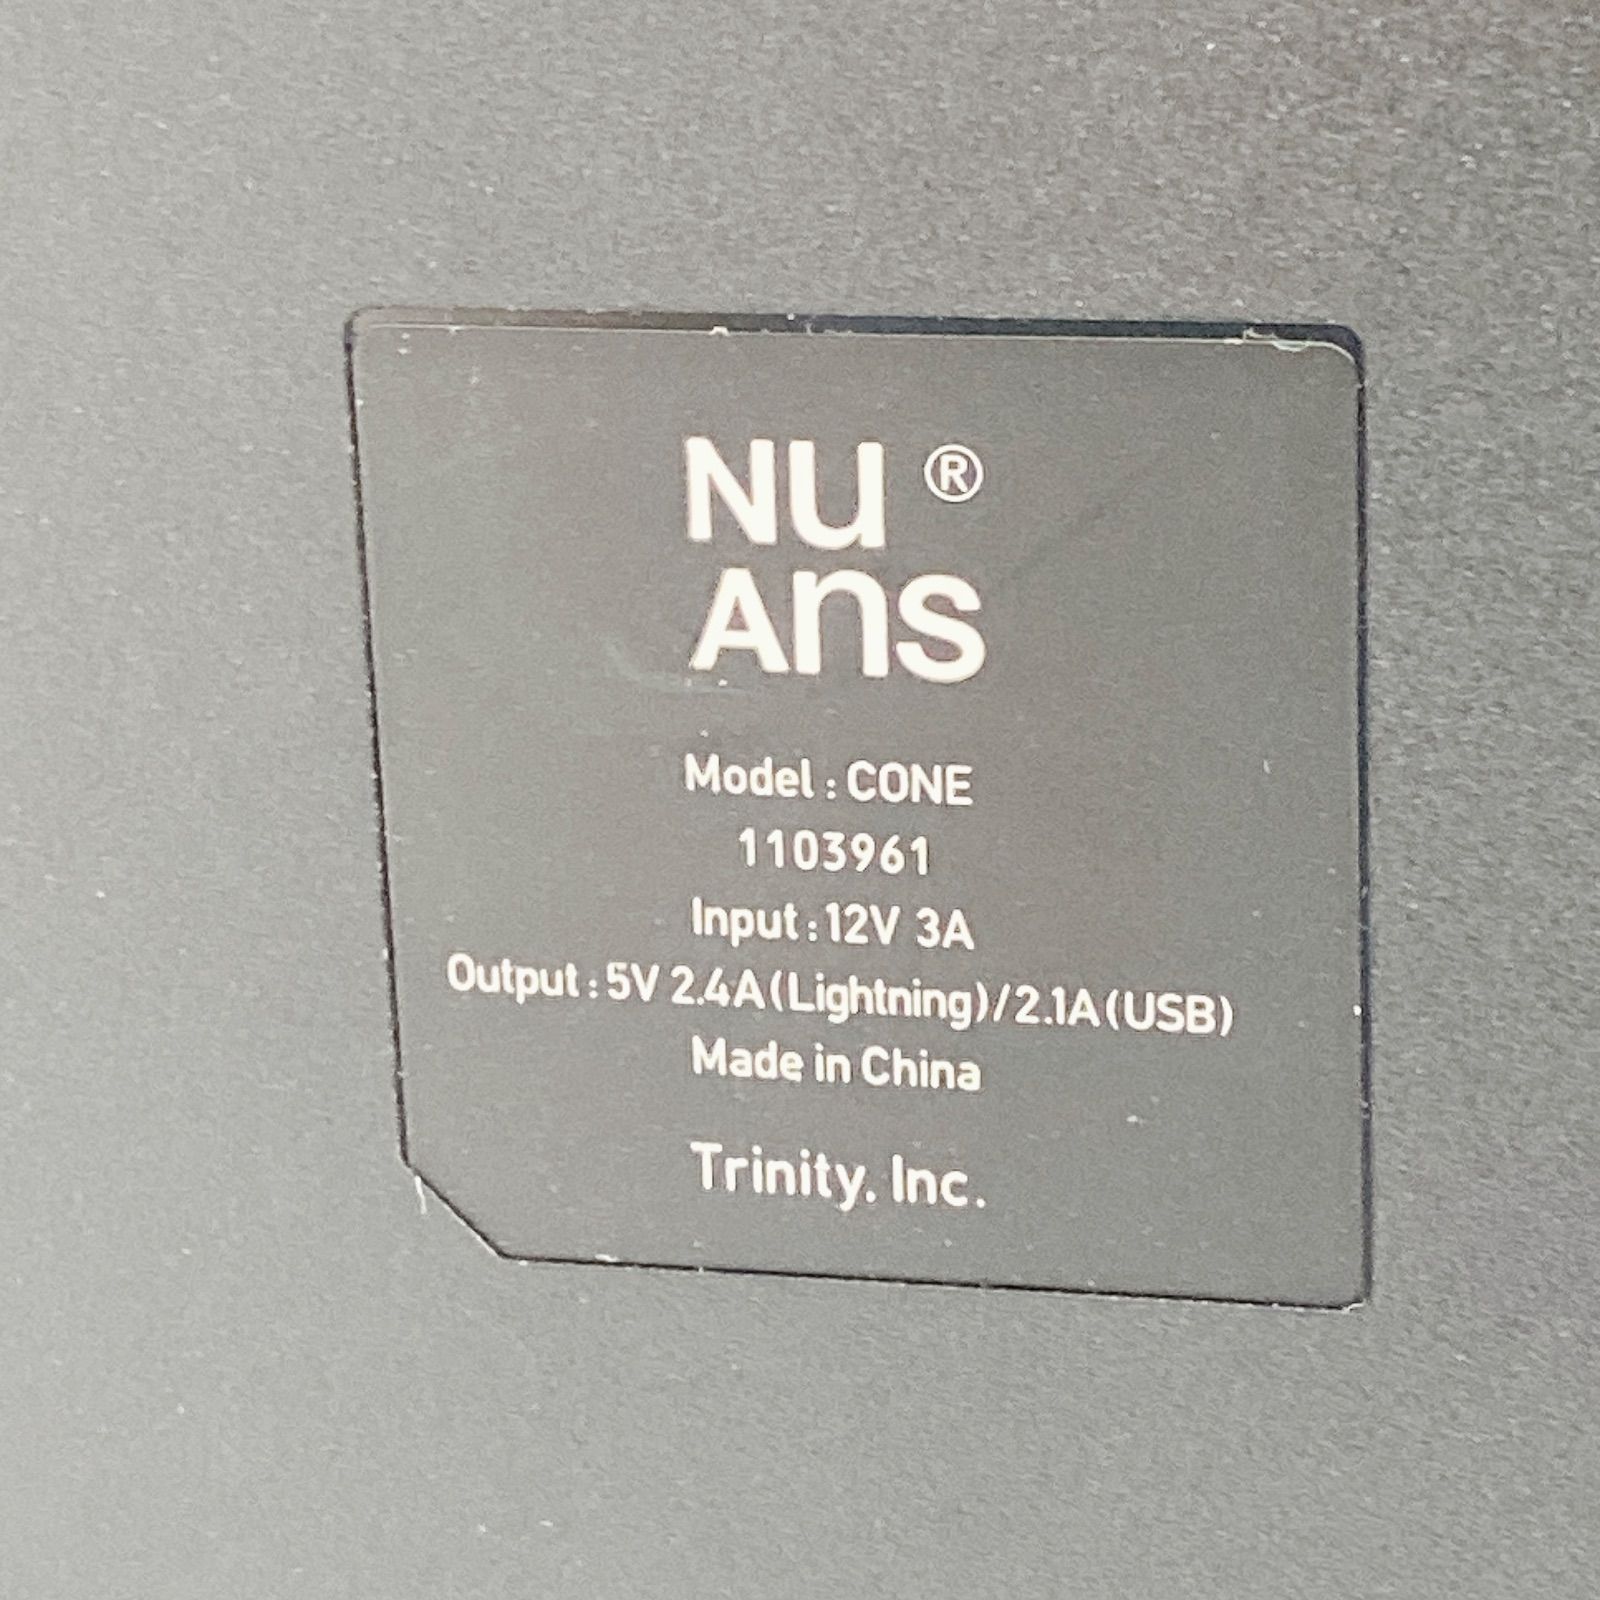 NU ®
Ans
Model : CONE
1103961
Input : 12V 3A
Output : 5V 2.4A(Lightning)/2.1A(USB)
Made in China
Trinity. Inc.